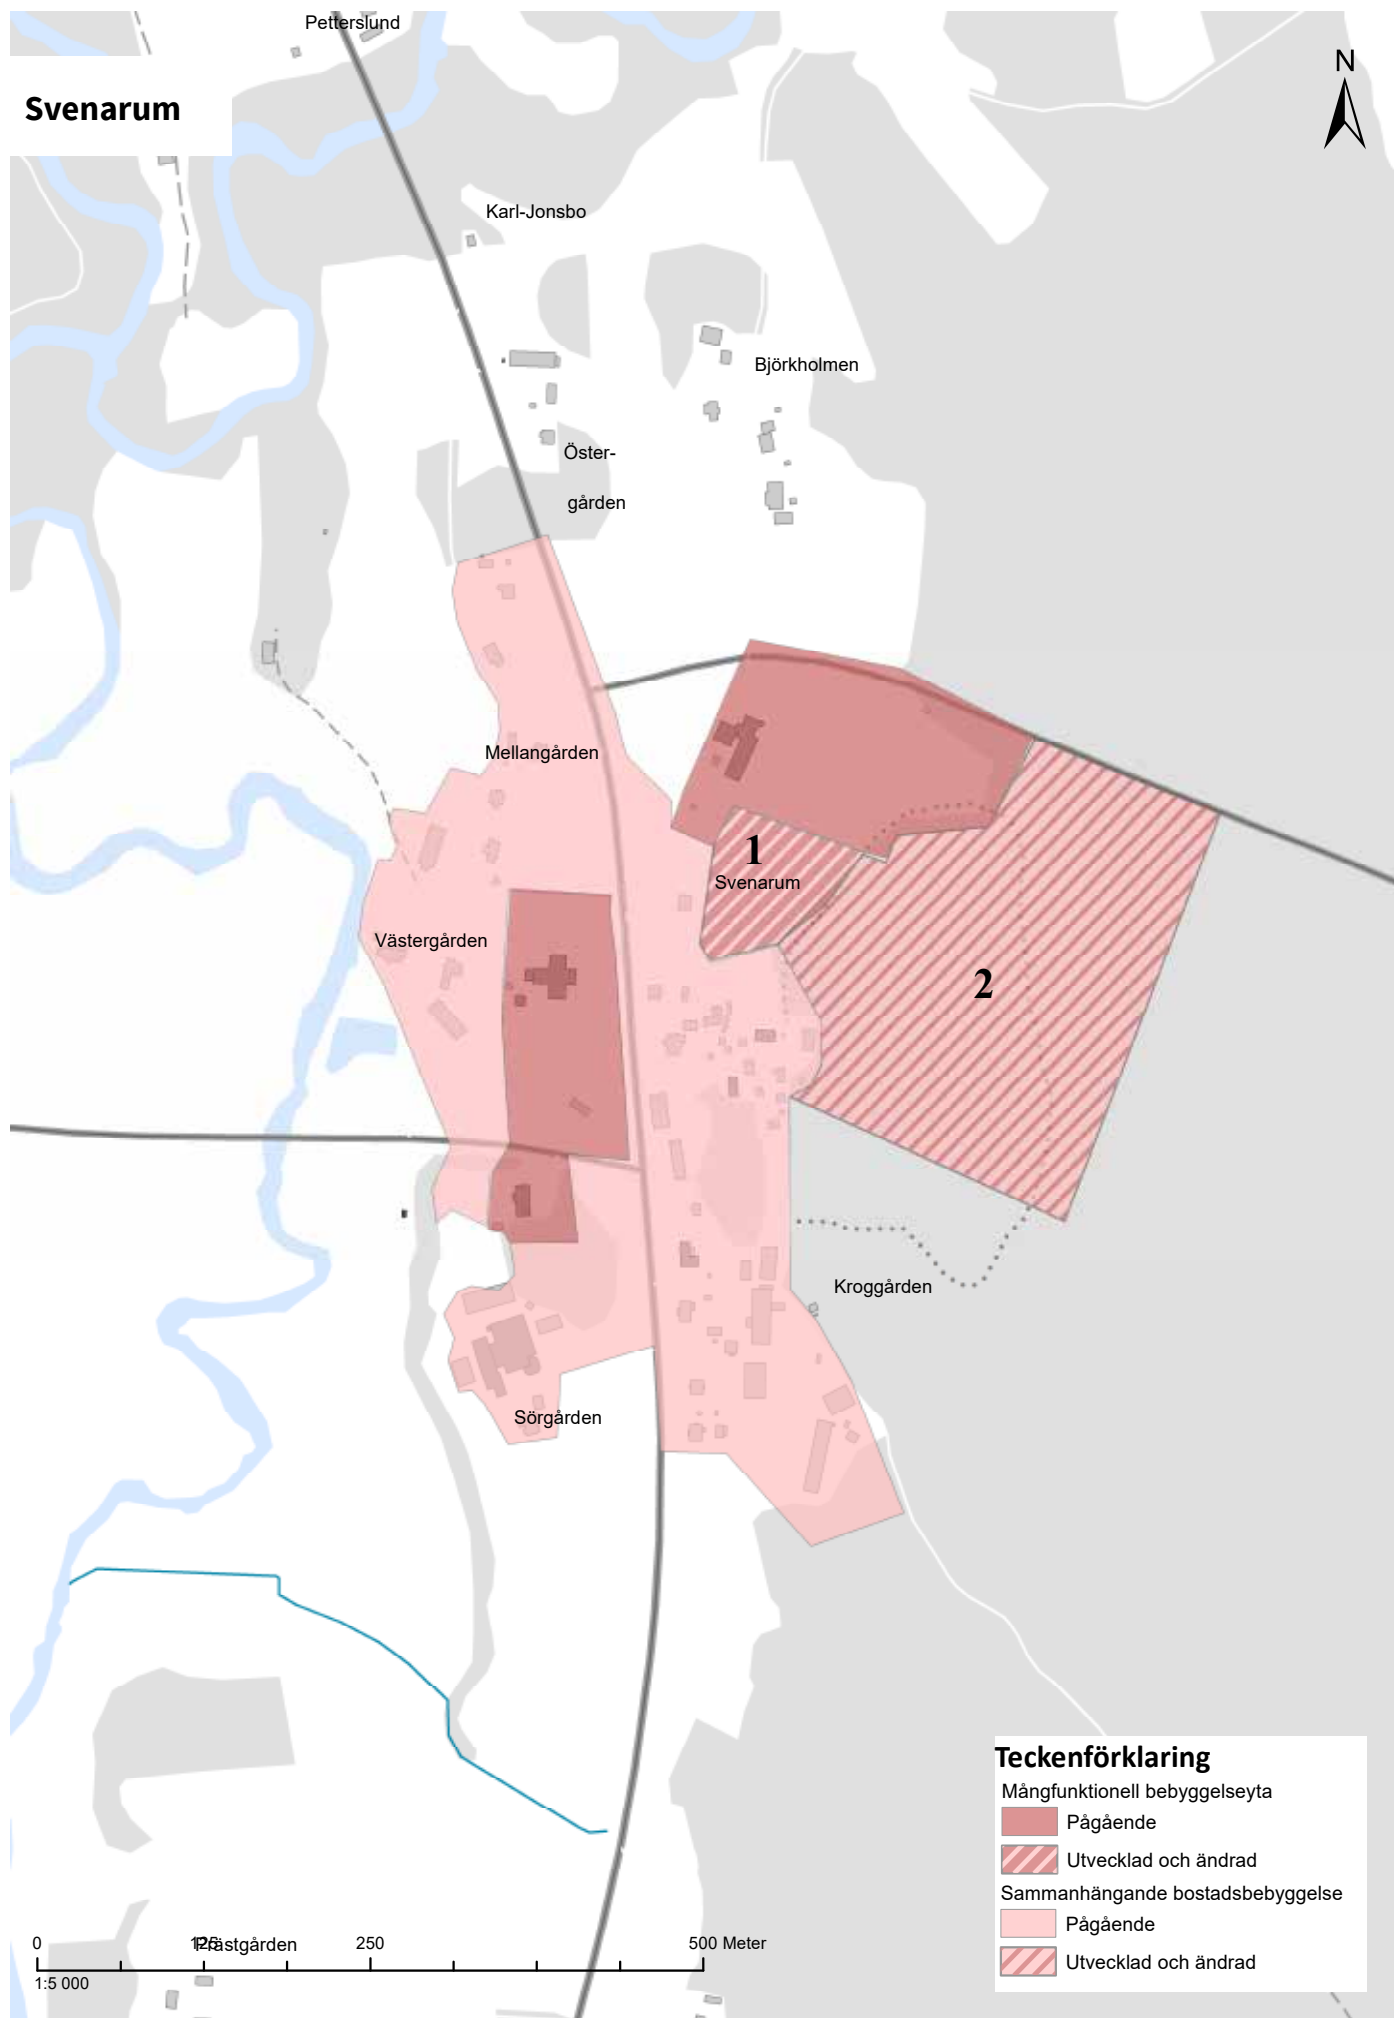 Petterslund
N
Svenarum
Karl-Jonsbo
Björkholmen
Öster-
gården
Mellangården
1
Svenarum
Västergården
2
Kroggården
Sörgården
Teckenförklaring
Mångfunktionell bebyggelseyta
Pågående
Utvecklad och ändrad
Sammanhängande bostadsbebyggelse
Pågående
Utvecklad och ändrad
0 125 250 500 Meter
Prästgården
1:5 000